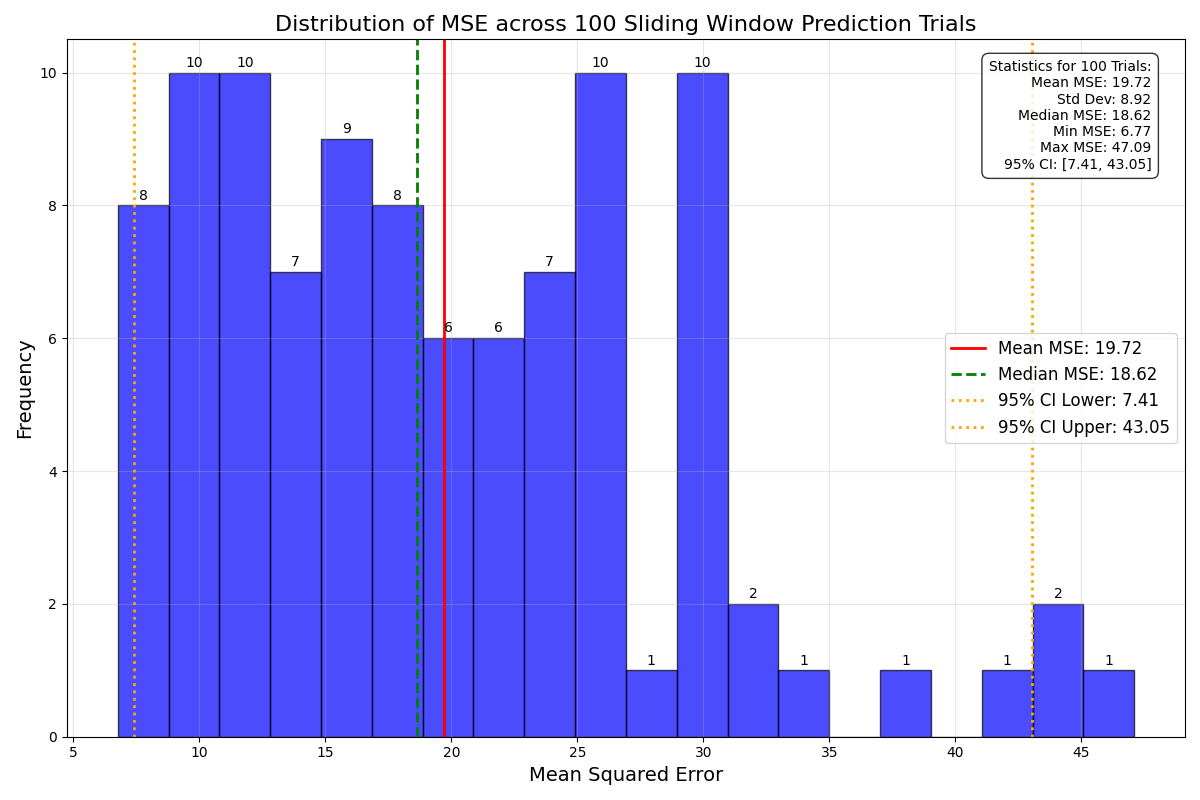 Distribution of MSE across 100 Sliding Window Prediction Trials
Frequency
10
8
6
4
2
0
8
10
10
7
9
8
6
6
7
10
1
10
2
1
1
1
2
1
Statistics for 100 Trials:
Mean MSE: 19.72
Std Dev: 8.92
Median MSE: 18.62
Min MSE: 6.77
Max MSE: 47.09
95% CI: [7.41, 43.05]
Mean MSE: 19.72
Median MSE: 18.62
95% CI Lower: 7.41
95% CI Upper: 43.05
5 10 15 20 25 30 35 40 45
Mean Squared Error